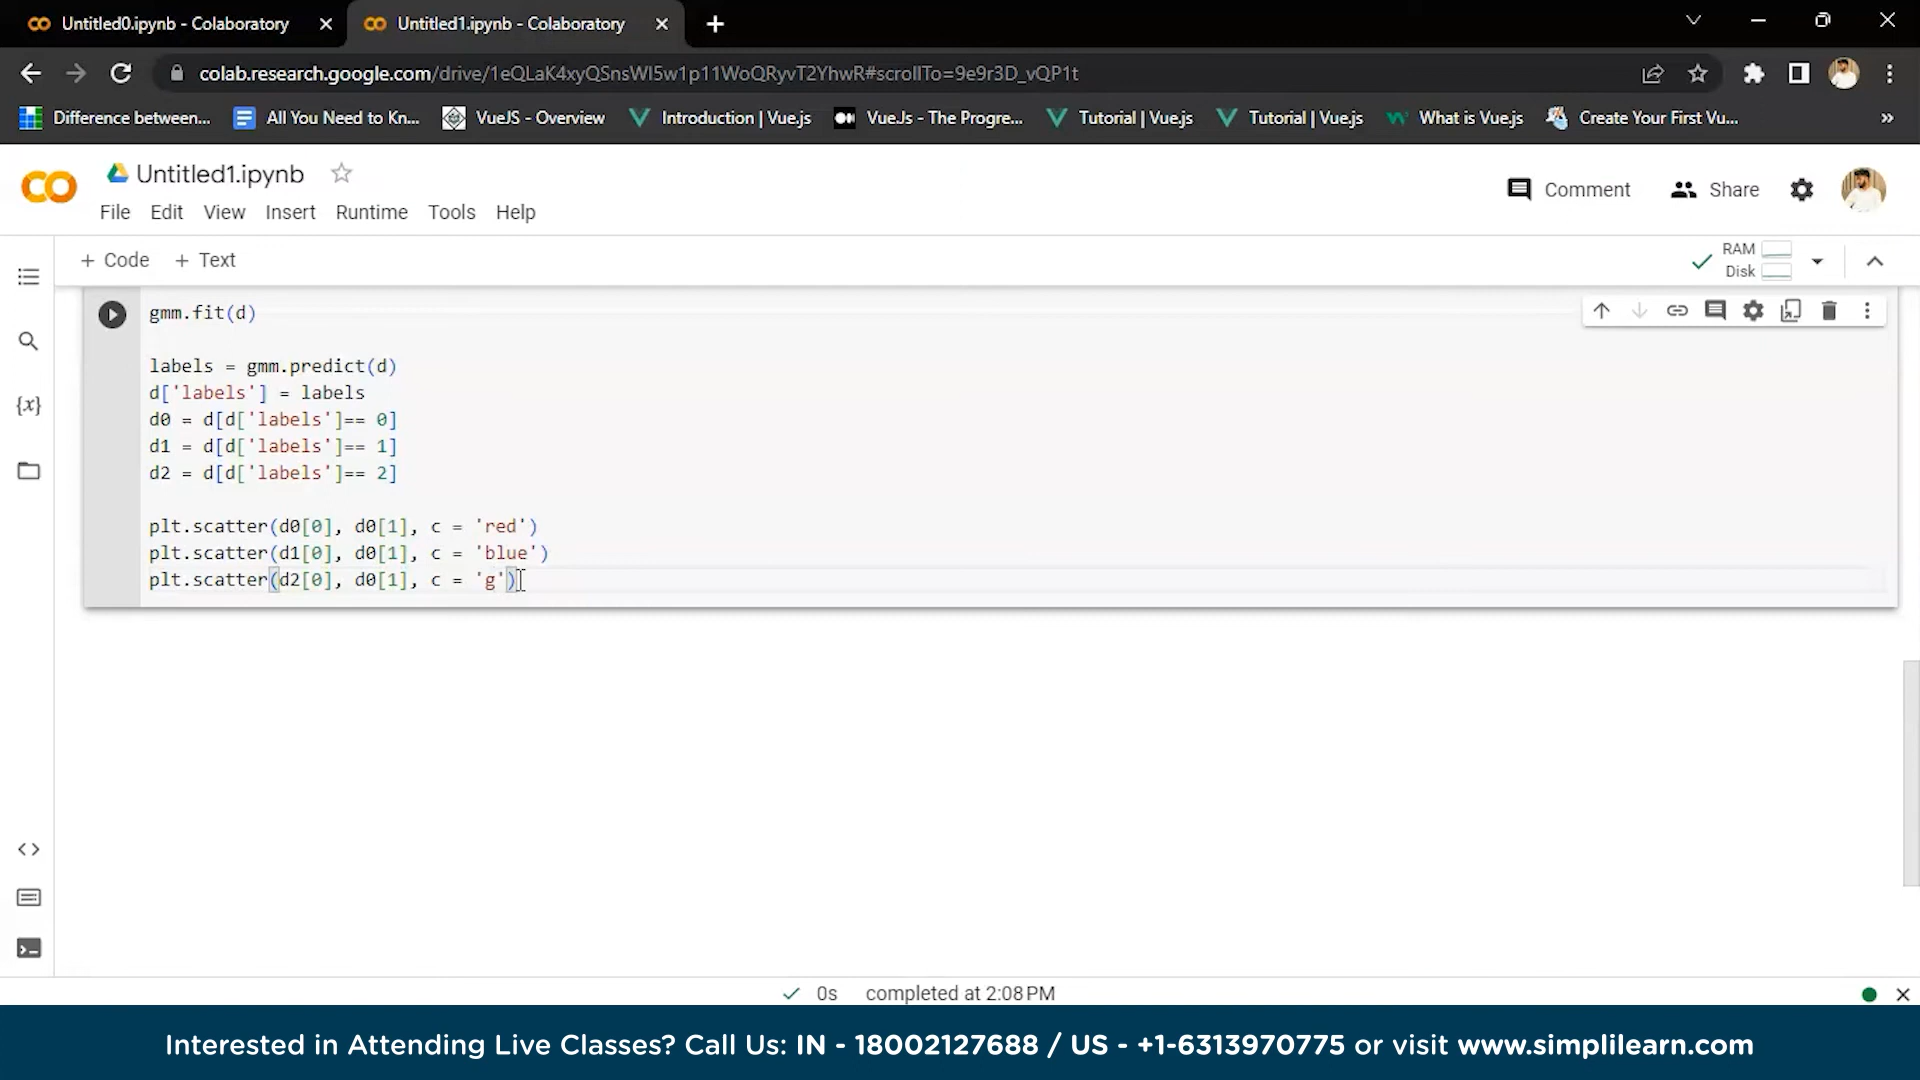 Untitled0.ipynb - Colaboratory
Untitled1.ipynb - Colaboratory
colab.research.google.com/drive/1eQLaK4xyQSnsWI5w1p11WoQRyvT2YhwR#scrollTo=9e9r3D_vQP1t
Difference between...
All You Need to Kn...
VueJS - Overview
Introduction | Vue.js
VueJs - The Progre...
Tutorial | Vue.js
Tutorial | Vue.js
What is Vue.js
Create Your First Vu...
»
CO
Untitled1.ipynb
Comment
Share
File Edit View Insert Runtime Tools Help
+ Code + Text
RAM
Disk
gmm.fit(d)
labels = gmm.predict(d)
d['labels'] = labels
d0 = d[d['labels']== 0]
d1 = d[d['labels']== 1]
d2 = d[d['labels']== 2]
plt.scatter(d0[0], d0[1], c = 'red')
plt.scatter(d1[0], d0[1], c = 'blue')
plt.scatter(d2[0], d0[1], c = 'g')
{x}
<>
0s completed at 2:08 PM
Interested in Attending Live Classes? Call Us: IN - 18002127688 / US - +1-6313970775 or visit www.simplilearn.com